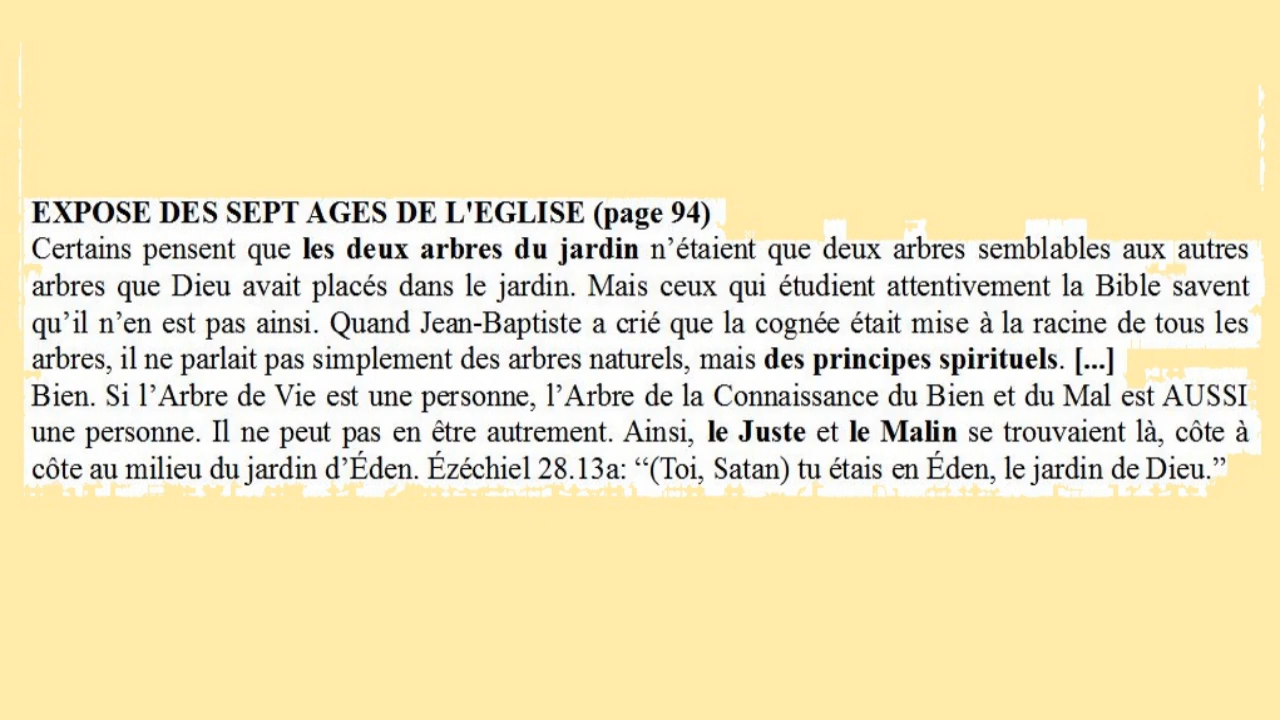 EXPOSE DES SEPT AGES DE L'EGLISE (page 94)
Certains pensent que les deux arbres du jardin n’étaient que deux arbres semblables aux autres
arbres que Dieu avait placés dans le jardin. Mais ceux qui étudient attentivement la Bible savent
qu’il n’en est pas ainsi. Quand Jean-Baptiste a crié que la cognée était mise à la racine de tous les
arbres, il ne parlait pas simplement des arbres naturels, mais des principes spirituels. [...]
Bien. Si l’Arbre de Vie est une personne, l’Arbre de la Connaissance du Bien et du Mal est AUSSI
une personne. Il ne peut pas en être autrement. Ainsi, le Juste et le Malin se trouvaient là, côte à
côte au milieu du jardin d’Éden. Ézéchiel 28.13a: “(Toi, Satan) tu étais en Éden, le jardin de Dieu.”